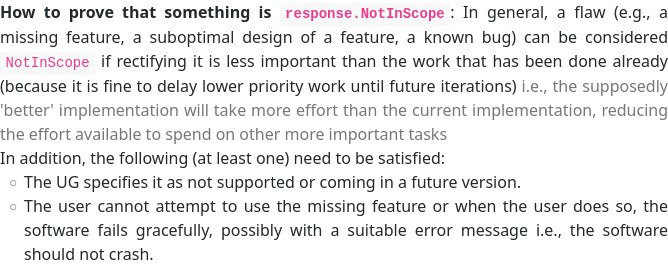 How to prove that something is response.NotInScope: In general, a flaw (e.g., a
missing feature, a suboptimal design of a feature, a known bug) can be considered
NotInScope if rectifying it is less important than the work that has been done already
(because it is fine to delay lower priority work until future iterations) i.e., the supposedly
'better' implementation will take more effort than the current implementation, reducing
the effort available to spend on other more important tasks
In addition, the following (at least one) need to be satisfied:
○ The UG specifies it as not supported or coming in a future version.
○ The user cannot attempt to use the missing feature or when the user does so, the
software fails gracefully, possibly with a suitable error message i.e., the software
should not crash.